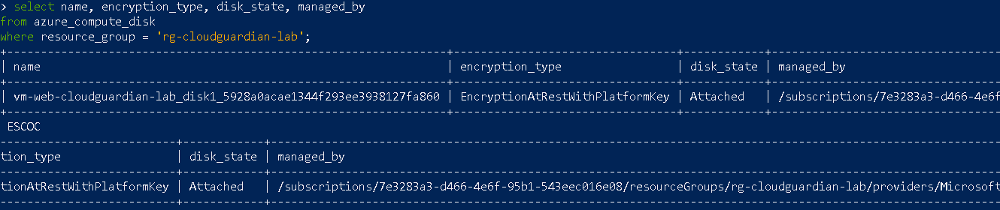 > select name, encryption_type, disk_state, managed_by
from azure_compute_disk
where resource_group = 'rg-cloudguardian-lab';
+-----------------------------------------------------------------+---------------------------------+------------+----------------------------------
| name | encryption_type | disk_state | managed_by
+-----------------------------------------------------------------+---------------------------------+------------+----------------------------------
| vm-web-cloudguardian-lab_disk1_5928a0acae1344f293ee3938127fa860 | EncryptionAtRestWithPlatformKey | Attached | /subscriptions/7e3283a3-d466-4e6f
+-----------------------------------------------------------------+---------------------------------+------------+----------------------------------
ESCOC
--------------------------+------------+----------------------------------------------------------------------------------------------------------
tion_type | disk_state | managed_by
--------------------------+------------+----------------------------------------------------------------------------------------------------------
tionAtRestWithPlatformKey | Attached | /subscriptions/7e3283a3-d466-4e6f-95b1-543eec016e08/resourceGroups/rg-cloudguardian-lab/providers/Microsoft
--------------------------+------------+----------------------------------------------------------------------------------------------------------